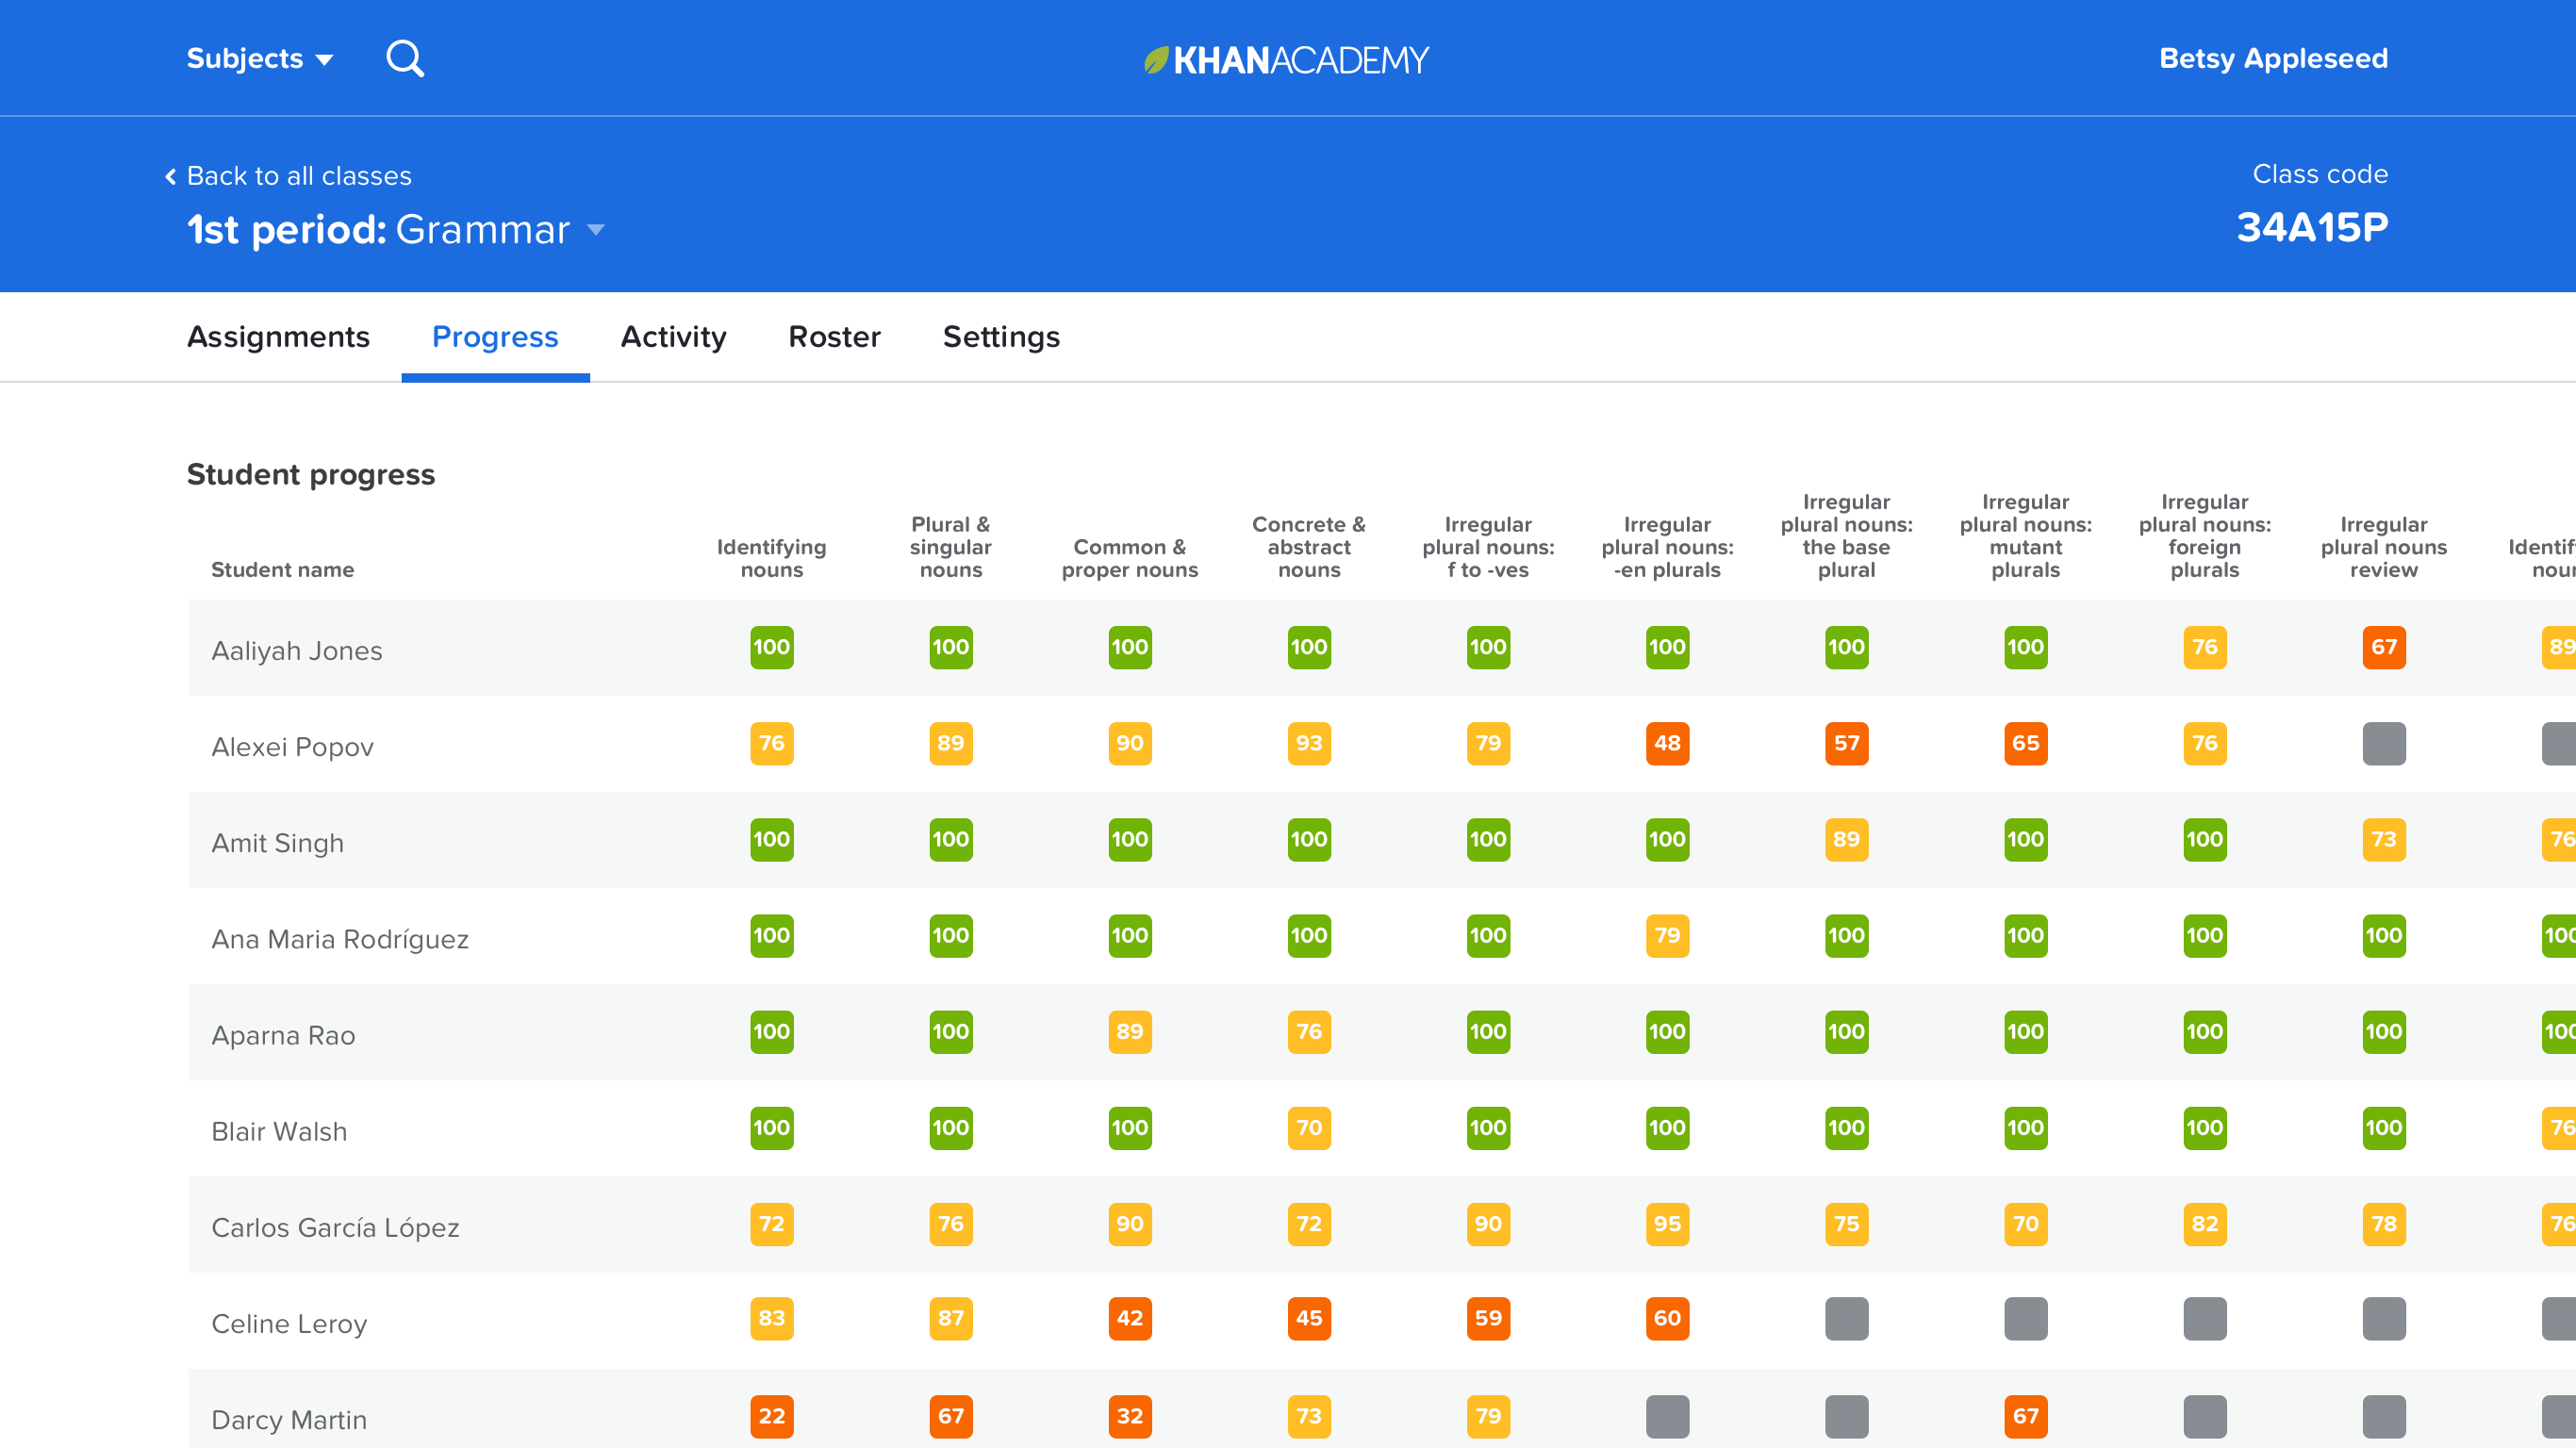 Subjects
KHANACADEMY
Betsy Appleseed
Back to all classes
Class code
1st period: Grammar
34A15P
Assignments Progress Activity Roster Settings
Student progress
Student name
Identifying
nouns
Plural &
singular
nouns
Common &
proper nouns
Concrete &
abstract
nouns
Irregular
plural nouns:
f to -ves
Irregular
plural nouns:
-en plurals
Irregular
plural nouns:
the base
plural
Irregular
plural nouns:
mutant
plurals
Irregular
plural nouns:
foreign
plurals
Irregular
plural nouns
review
Aaliyah Jones 100 100 100 100 100 100 100 100 76 67 89
Alexei Popov 76 89 90 93 79 48 57 65 76
Amit Singh 100 100 100 100 100 100 89 100 100 73 76
Ana Maria Rodríguez 100 100 100 100 100 79 100 100 100 100 100
Aparna Rao 100 100 89 76 100 100 100 100 100 100 100
Blair Walsh 100 100 100 70 100 100 100 100 100 100 76
Carlos García López 72 76 90 72 90 95 75 70 82 78 76
Celine Leroy 83 87 42 45 59 60
Darcy Martin 22 67 32 73 79 67